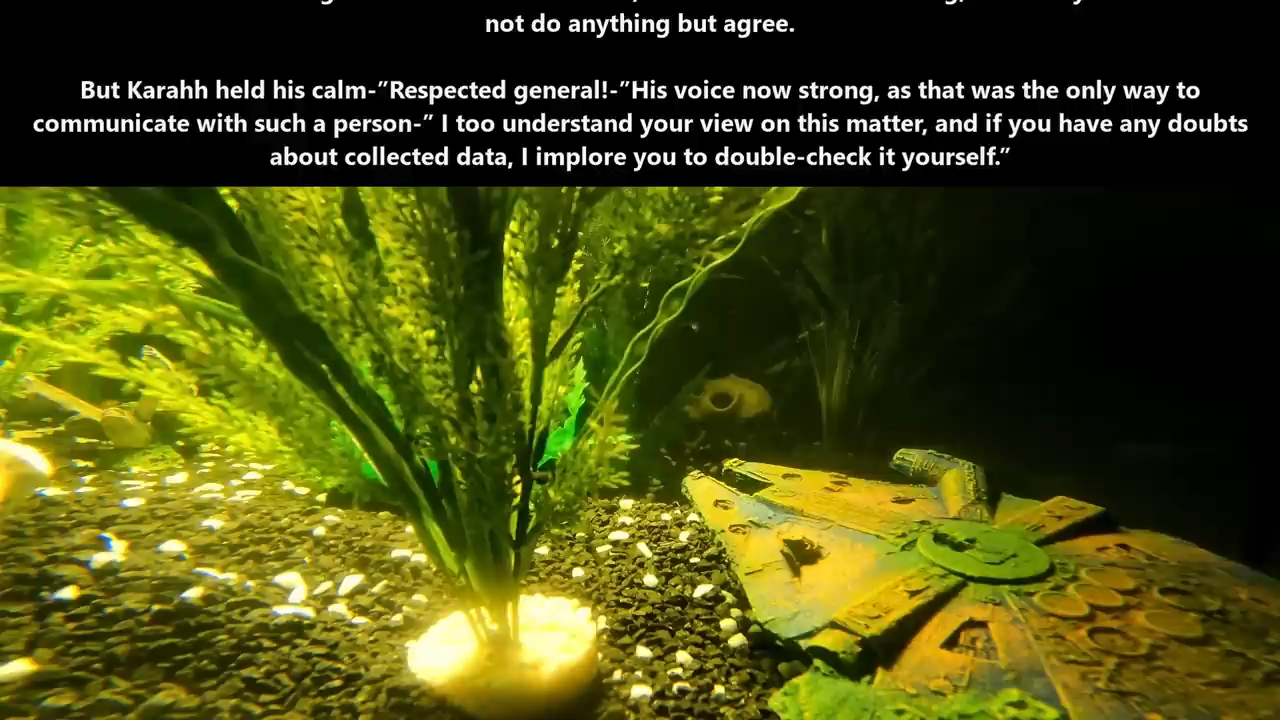 not do anything but agree.
But Karahh held his calm-”Respected general!-”His voice now strong, as that was the only way to
communicate with such a person-” I too understand your view on this matter, and if you have any doubts
about collected data, I implore you to double-check it yourself.”